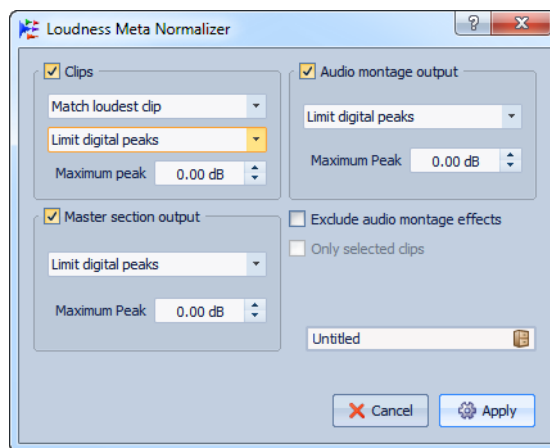 Loudness Meta Normalizer
?
Clips
Match loudest clip
Limit digital peaks
Maximum peak 0.00 dB
Audio montage output
Limit digital peaks
Maximum Peak 0.00 dB
Master section output
Limit digital peaks
Maximum Peak 0.00 dB
Exclude audio montage effects
Only selected clips
Untitled
Cancel
Apply